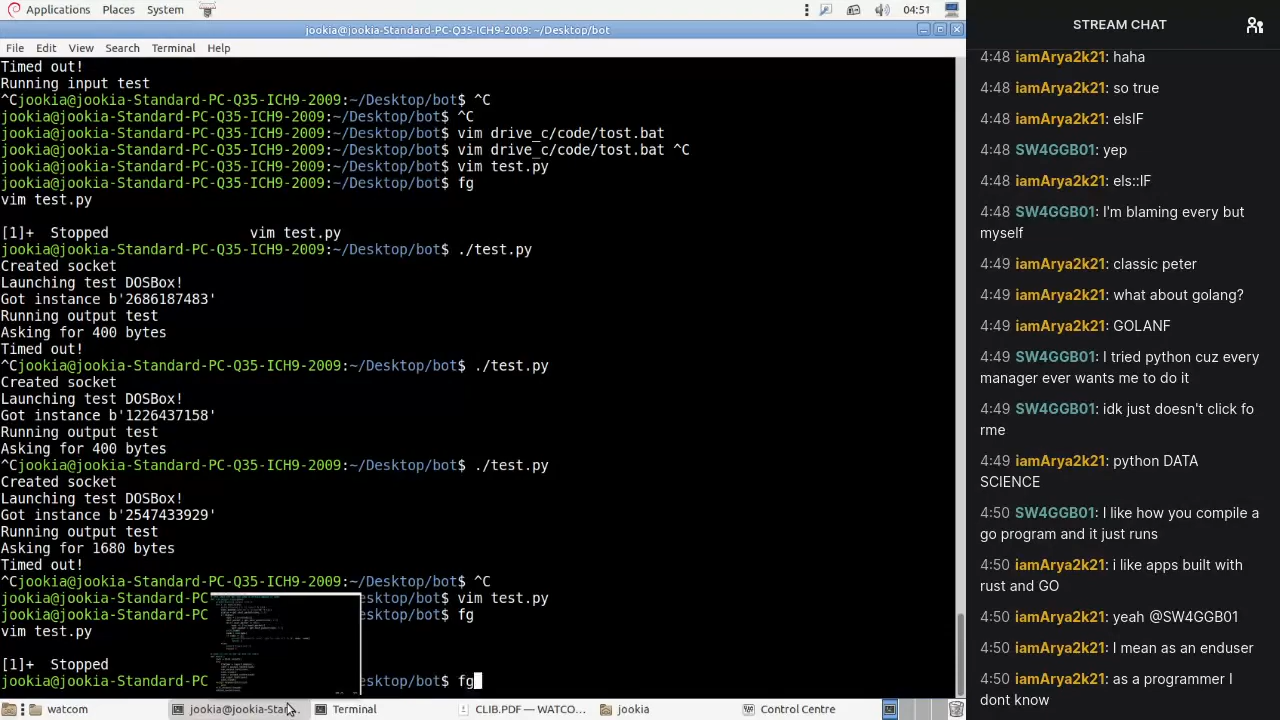 Applications Places System
04:51
jookia@jookia-Standard-PC-Q35-ICH9-2009: ~/Desktop/bot
File Edit View Search Terminal Help
Timed out!
Running input test
^Cjookia@jookia-Standard-PC-Q35-ICH9-2009:~/Desktop/bot$ ^C
jookia@jookia-Standard-PC-Q35-ICH9-2009:~/Desktop/bot$ ^C
jookia@jookia-Standard-PC-Q35-ICH9-2009:~/Desktop/bot$ vim drive_c/code/tost.bat
jookia@jookia-Standard-PC-Q35-ICH9-2009:~/Desktop/bot$ vim drive_c/code/tost.bat ^C
jookia@jookia-Standard-PC-Q35-ICH9-2009:~/Desktop/bot$ vim test.py
jookia@jookia-Standard-PC-Q35-ICH9-2009:~/Desktop/bot$ fg
vim test.py
[1]+ Stopped vim test.py
jookia@jookia-Standard-PC-Q35-ICH9-2009:~/Desktop/bot$ ./test.py
Created socket
Launching test DOSBox!
Got instance b'2686187483'
Running output test
Asking for 400 bytes
Timed out!
^Cjookia@jookia-Standard-PC-Q35-ICH9-2009:~/Desktop/bot$ ./test.py
Created socket
Launching test DOSBox!
Got instance b'1226437158'
Running output test
Asking for 400 bytes
^Cjookia@jookia-Standard-PC-Q35-ICH9-2009:~/Desktop/bot$ ./test.py
Created socket
Launching test DOSBox!
Got instance b'2547433929'
Running output test
Asking for 1680 bytes
Timed out!
^Cjookia@jookia-Standard-PC-Q35-ICH9-2009:~/Desktop/bot$ ^C
jookia@jookia-Standard-PC esktop/bot$ vim test.py
jookia@jookia-Standard-PC esktop/bot$ fg
vim test.py
[1]+ Stopped
jookia@jookia-Standard-PC esktop/bot$ fg
watcom
jookia@jookia-Stan...
Terminal
CLIB.PDF — WATCO...
jookia
Control Centre
STREAM CHAT
4:48 iamArya2k21: haha
4:48 iamArya2k21: so true
4:48 iamArya2k21: elsIF
4:48 SW4GGB01: yep
4:48 iamArya2k21: els::IF
4:48 SW4GGB01: I'm blaming every but
myself
4:49 iamArya2k21: classic peter
4:49 iamArya2k21: what about golang?
4:49 iamArya2k21: GOLANF
4:49 SW4GGB01: I tried python cuz every
manager ever wants me to do it
4:49 SW4GGB01: idk just doesn't click fo
rme
4:49 iamArya2k21: python DATA
SCIENCE
4:50 SW4GGB01: I like how you compile a
go program and it just runs
4:50 iamArya2k21: i like apps built with
rust and GO
4:50 iamArya2k21: yeah @SW4GGB01
4:50 iamArya2k21: I nean as an enduser
4:50 iamArya2k21: as a programmer I
dont know